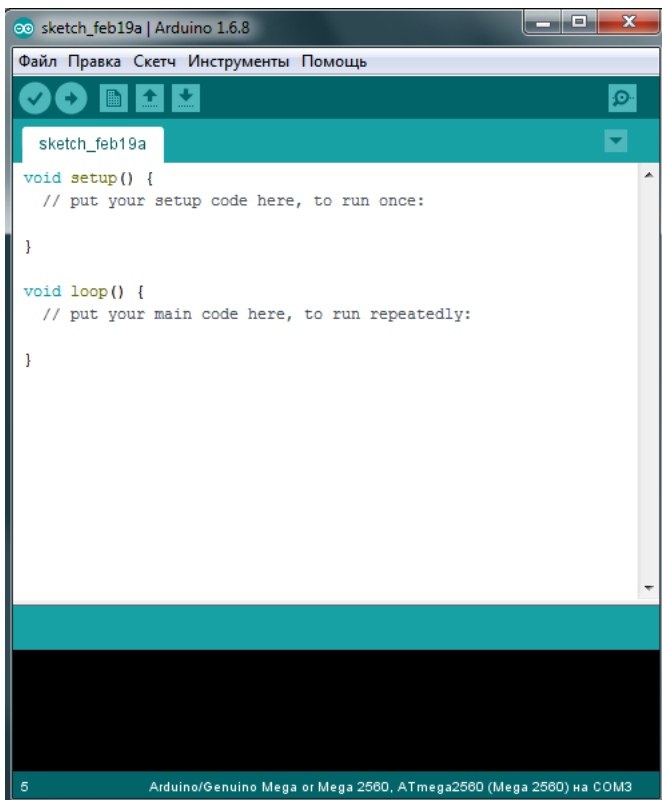 sketch_feb19a | Arduino 1.6.8
Файл Правка Скетч Инструменты Помощь
sketch_feb19a
void setup() {
  // put your setup code here, to run once:
}
void loop() {
  // put your main code here, to run repeatedly:
}
5 Arduino/Genuino Mega or Mega 2560, ATmega2560 (Mega 2560) на COM3